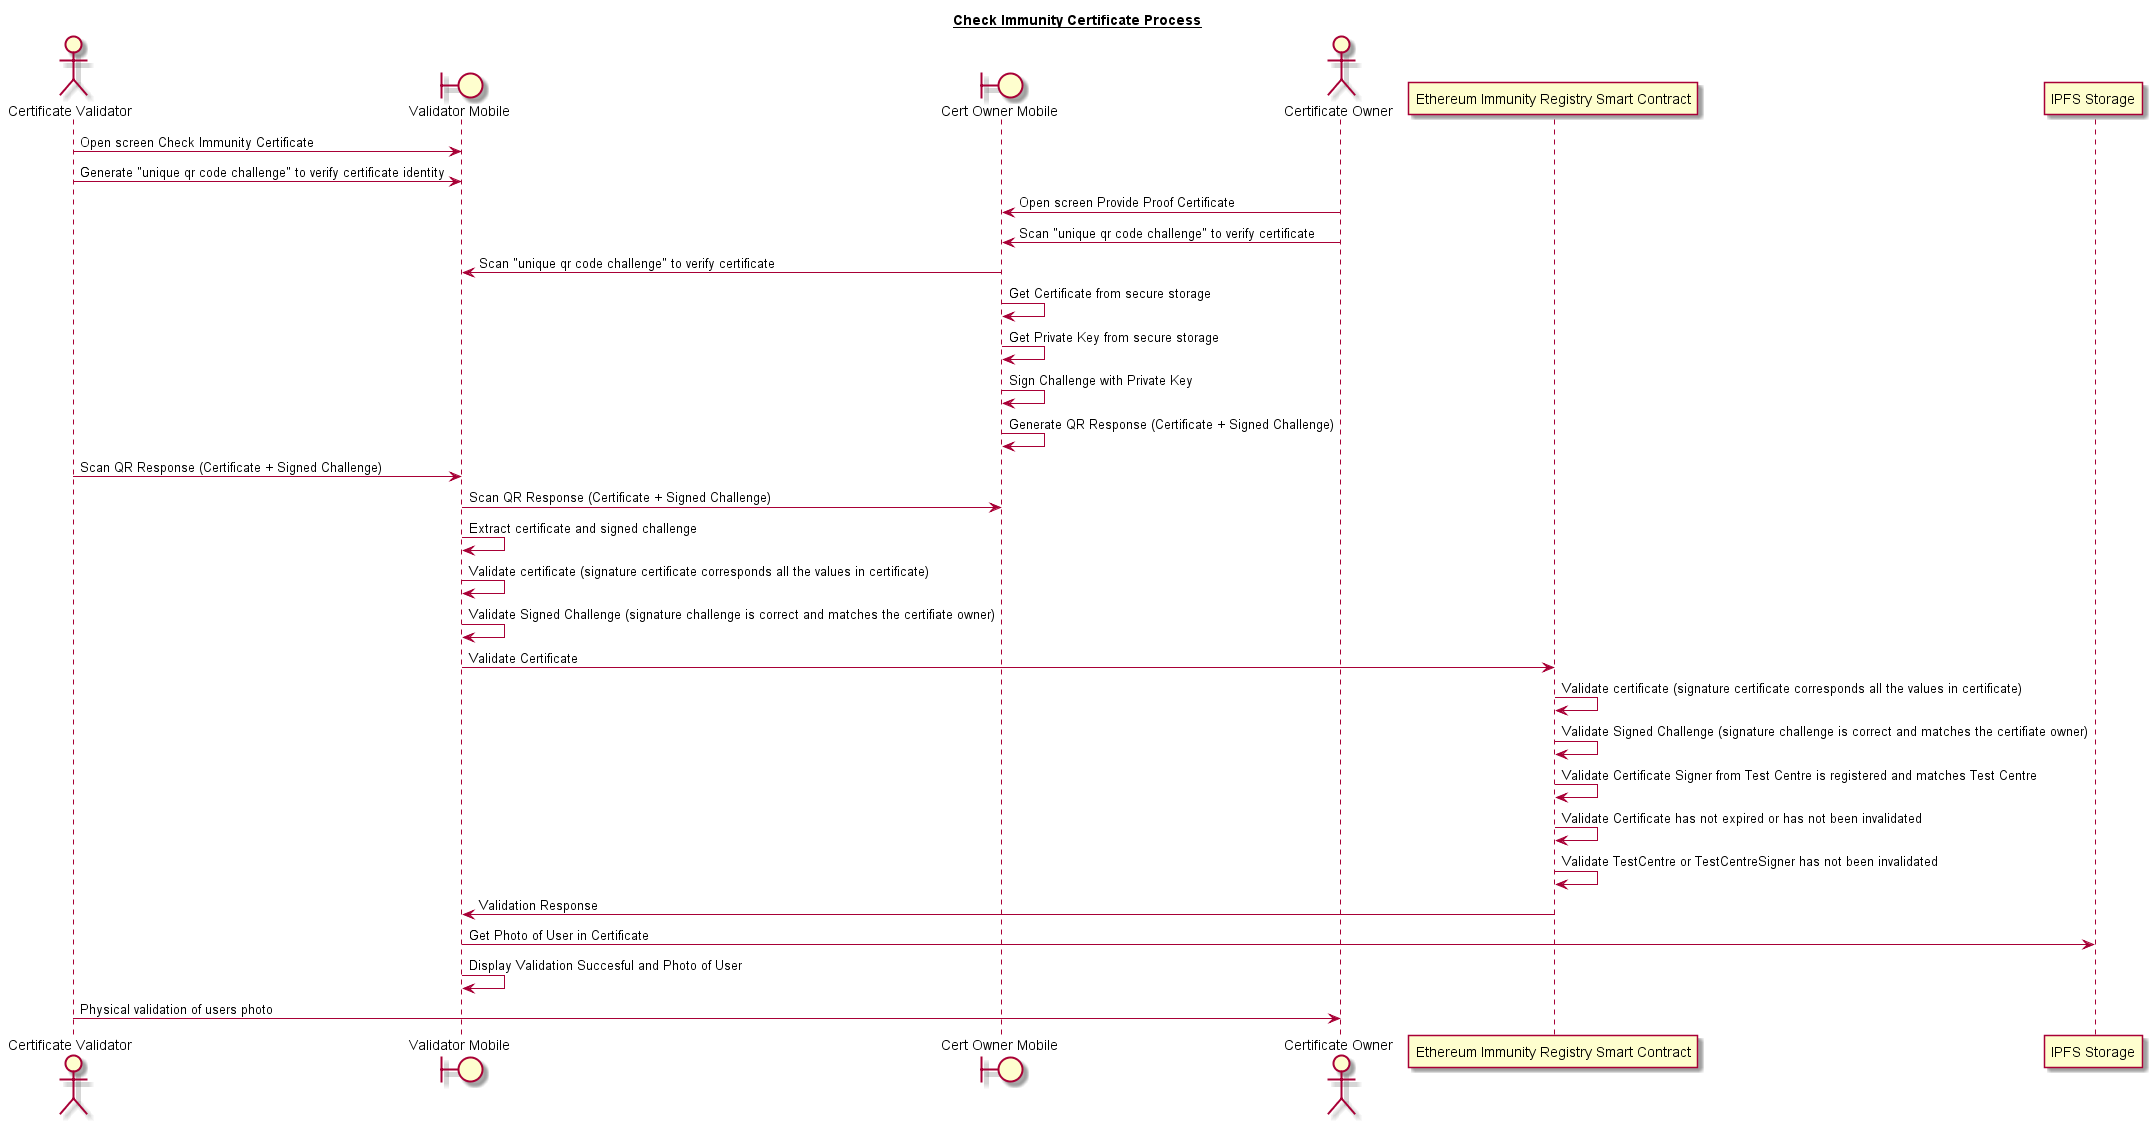 Check Immunity Certificate Process
Certificate Validator
Validator Mobile
Cert Owner Mobile
Certificate Owner
Ethereum Immunity Registry Smart Contract
IPFS Storage
Open screen Check Immunity Certificate
Generate "unique qr code challenge" to verify certificate identity
Open screen Provide Proof Certificate
Scan "unique qr code challenge" to verify certificate
Scan "unique qr code challenge" to verify certificate
Get Certificate from secure storage
Get Private Key from secure storage
Sign Challenge with Private Key
Generate QR Response (Certificate + Signed Challenge)
Scan QR Response (Certificate + Signed Challenge)
Scan QR Response (Certificate + Signed Challenge)
Extract certificate and signed challenge
Validate certificate (signature certificate corresponds all the values in certificate)
Validate Signed Challenge (signature challenge is correct and matches the certifiate owner)
Validate Certificate
Validate certificate (signature certificate corresponds all the values in certificate)
Validate Signed Challenge (signature challenge is correct and matches the certifiate owner)
Validate Certificate Signer from Test Centre is registered and matches Test Centre
Validate Certificate has not expired or has not been invalidated
Validate TestCentre or TestCentreSigner has not been invalidated
Validation Response
Get Photo of User in Certificate
Display Validation Succesful and Photo of User
Physical validation of users photo
Certificate Validator
Validator Mobile
Cert Owner Mobile
Certificate Owner
Ethereum Immunity Registry Smart Contract
IPFS Storage